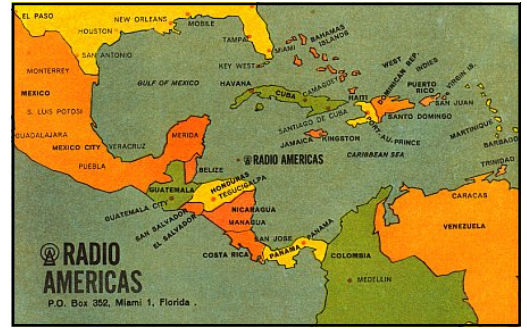 EL PASO
NEW ORLEANS
MOBILE
HOUSTON
SAN ANTONIO
TAMPA
MIAMI
BAHAMAS
ISLANDS
MONTERREY
GULF OF MEXICO
KEY WEST
HAVANA
CUBA
CAMAGUEY
WEST INDIES
DOMINICAN REP.
PUERTO
RICO
VIRGIN IS.
MEXICO
S. LUIS POTOSI
HAITI
SAN JUAN
SANTIAGO DE CUBA
PORT-AU-PRINCE
SANTO DOMINGO
GUADALAJARA
MEXICO CITY
VERACRUZ
MERIDA
JAMAICA
KINGSTON
MARTINIQUE
BARBADO
PUEBLA
BELIZE
RADIO AMERICAS
CARIBBEAN SEA
TRINIDAD
GUATEMALA
HONDURAS
TEGUCIGALPA
GUATEMALA CITY
SAN SALVADOR
EL SALVADOR
NICARAGUA
MANAGUA
CARACAS
VENEZUELA
SAN JOSE
COSTA RICA
PANAMA
PANAMA
COLOMBIA
MEDELLIN
RADIO
AMERICAS
P.O. Box 352, Miami 1, Florida .